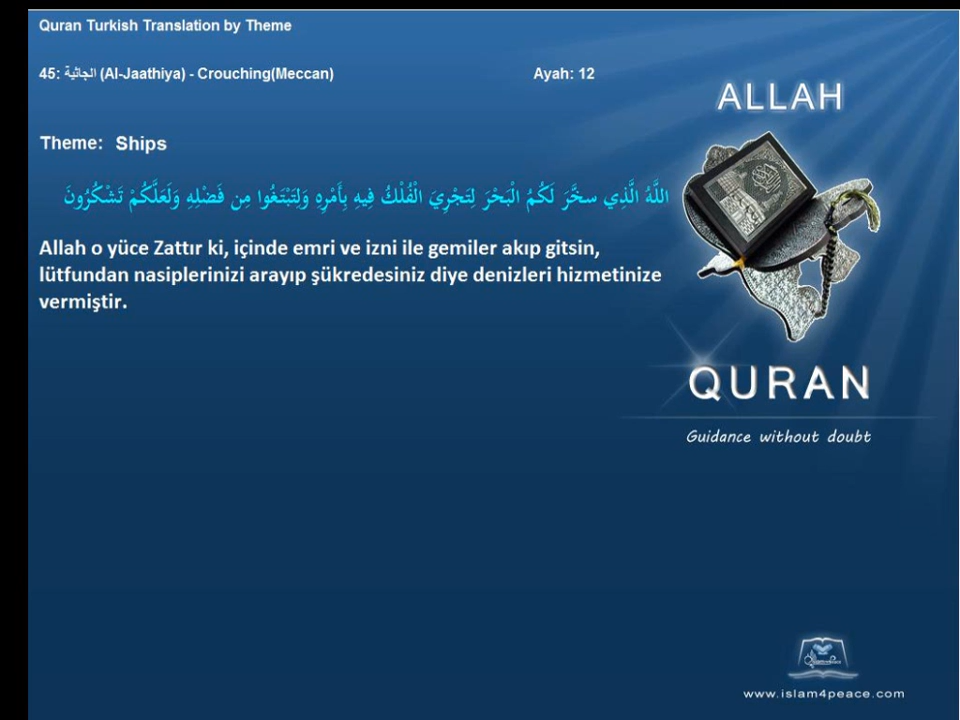 Quran Turkish Translation by Theme
45: الجاثية (Al-Jaathiya) - Crouching(Meccan) Ayah: 12
Theme: Ships
اللَّهُ الَّذِي سخَّرَ لَكُمُ الْبَحْرَ لِتَجْرِيَ الْفُلْكُ فِيهِ بِأَمْرِهِ وَلِتَبْتَغُوا مِن فَضْلِهِ وَلَعَلَّكُمْ تَشْكُرُونَ
Allah o yüce Zattır ki, içinde emri ve izni ile gemiler akıp gitsin,
lütfundan nasiplerinizi arayıp şükredesiniz diye denizleri hizmetinize
vermiştir.
ALLAH
QURAN
Guidance without doubt
www.islam4peace.com